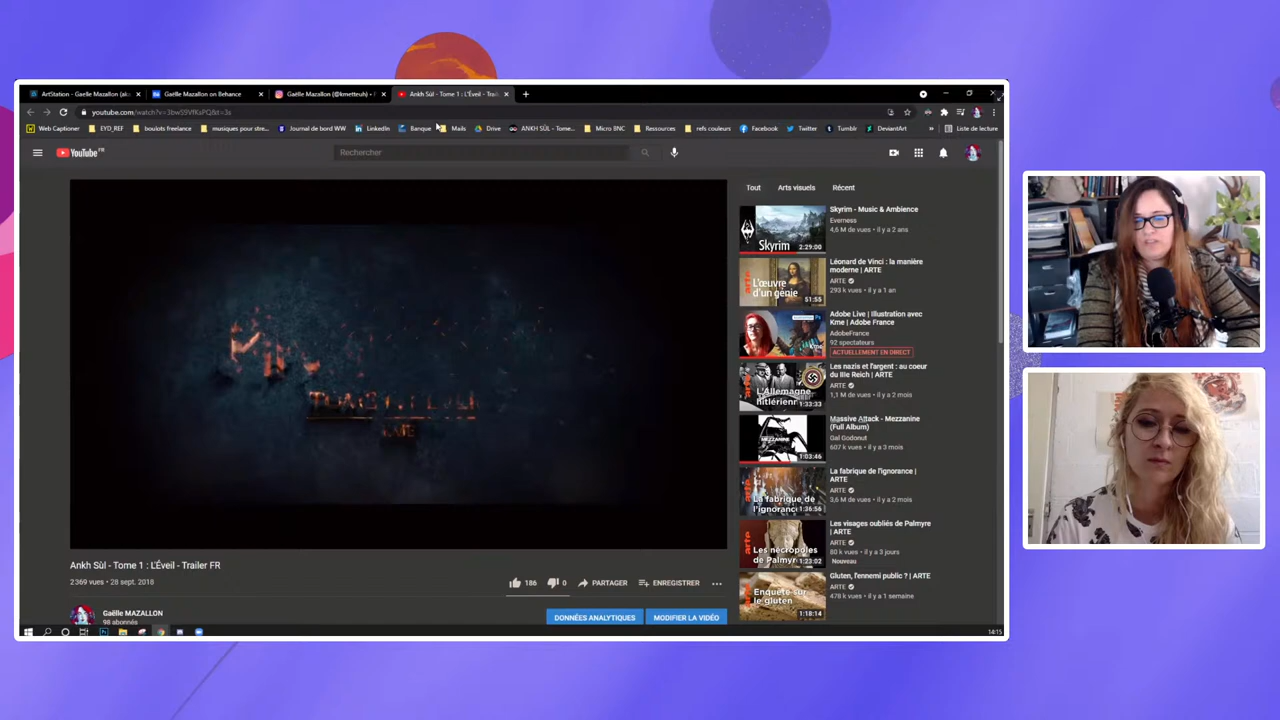 ArtStation - Gaelle Mazallon (aka
Gaëlle Mazallon on Behance
Gaëlle Mazallon (@kmetteuh) •
Ankh Sùl - Tome 1 : L'Éveil - Trail
youtube.com/watch?v=3bwS9VfKsPQ&t=3s
Web Captioner
EYD_REF
boulots freelance
musiques pour stre...
Journal de bord WW
LinkedIn
Banque
Mails
Drive
ANKH SÛL - Tome...
Micro BNC
Ressources
refs couleurs
Facebook
Twitter
Tumblr
DeviantArt
»
Liste de lecture
YouTube FR
Rechercher
Tout
Arts visuels
Récent
Skyrim
2:29:00
Skyrim - Music & Ambience
Everness
4,6 M de vues • il y a 2 ans
L'œuvre
d'un génie
51:55
Léonard de Vinci : la manière
moderne | ARTE
ARTE
293 k vues • il y a 1 an
Kme
Adobe Live | Illustration avec
Kme | Adobe France
AdobeFrance
92 spectateurs
ACTUELLEMENT EN DIRECT
L'Allemagne
hitlérienne
1:33:33
Les nazis et l'argent : au coeur
du IIIe Reich | ARTE
ARTE
1,1 M de vues • il y a 2 mois
MEZZANINE
1:03:46
Massive Attack - Mezzanine
(Full Album)
Gal Godonut
607 k vues • il y a 3 mois
La fabrique de
l'ignorance
1:36:56
La fabrique de l'ignorance |
ARTE
ARTE
3,6 M de vues • il y a 2 mois
Les nécropoles
de Palmyre
1:23:02
Les visages oubliés de Palmyre
| ARTE
ARTE
80 k vues • il y a 3 jours
Nouveau
Enquête sur
le gluten
1:18:14
Gluten, l'ennemi public ? | ARTE
ARTE
478 k vues • il y a 1 semaine
Ankh Sùl - Tome 1 : L'Éveil - Trailer FR
2 369 vues • 28 sept. 2018
186
0
PARTAGER
ENREGISTRER
Gaëlle MAZALLON
98 abonnés
DONNÉES ANALYTIQUES
MODIFIER LA VIDÉO
14:15